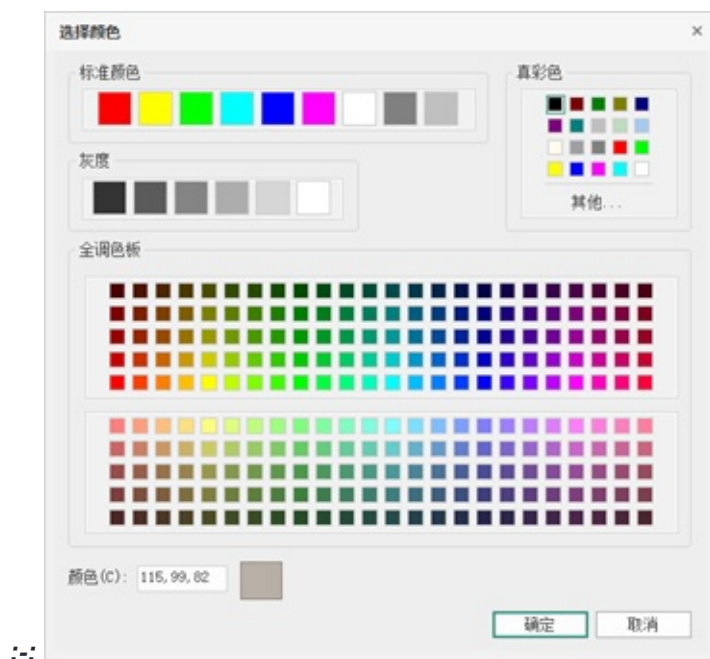 选择颜色
标准颜色
真彩色
灰度
其他...
全调色板
颜色(C): 115,99,82
确定 取消
:-: